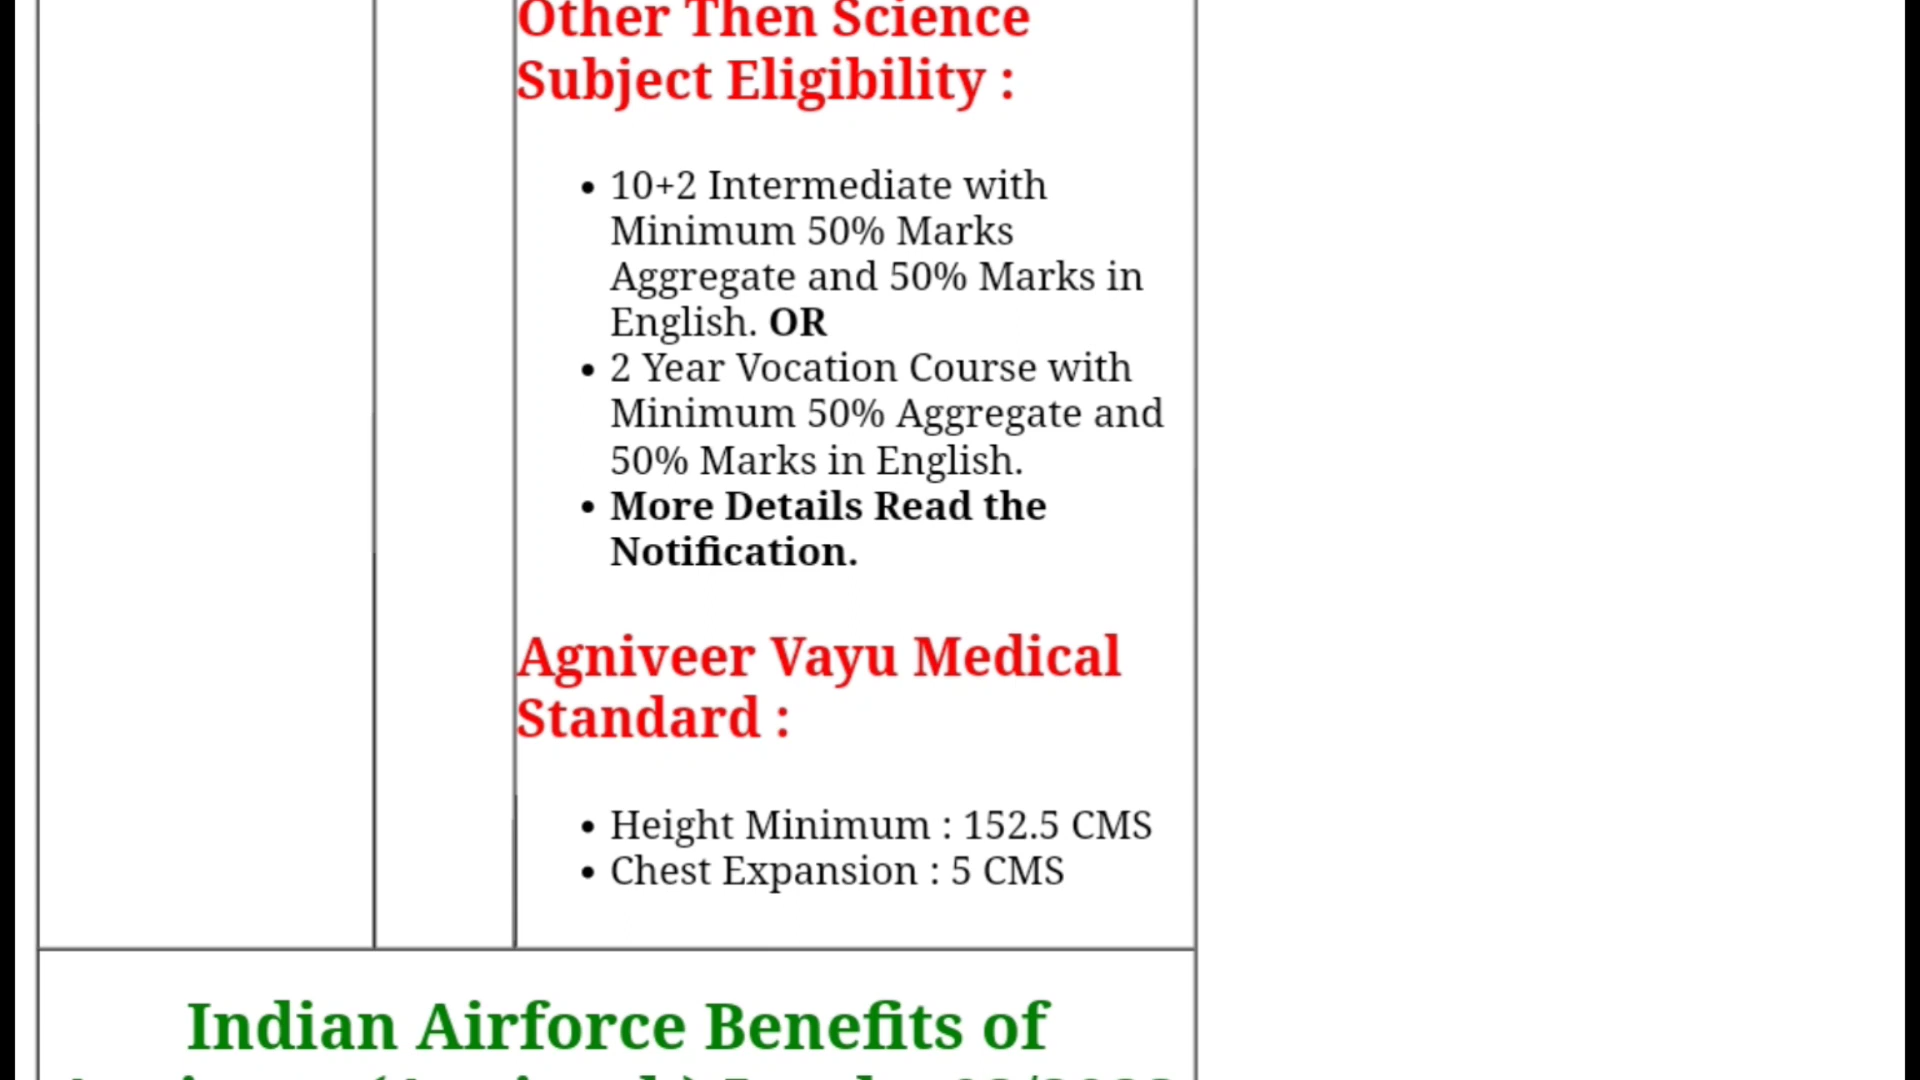 Other Then Science
Subject Eligibility :
• 10+2 Intermediate with
Minimum 50% Marks
Aggregate and 50% Marks in
English. OR
• 2 Year Vocation Course with
Minimum 50% Aggregate and
50% Marks in English.
• More Details Read the
Notification.
Agniveer Vayu Medical
Standard :
• Height Minimum : 152.5 CMS
• Chest Expansion : 5 CMS
Indian Airforce Benefits of